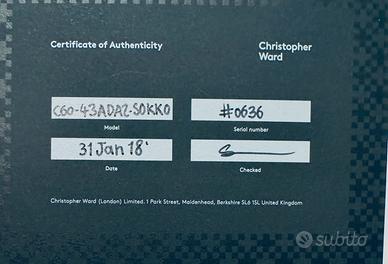 Certificate of Authenticity
Christopher
Ward
C60-43ADA2-S0KK0
#0636
Model
Serial number
31 Jan 18'
Date
Checked
Christopher Ward (London) Limited. 1 Park Street, Maidenhead, Berkshire SL6 1SL United Kingdom
subito